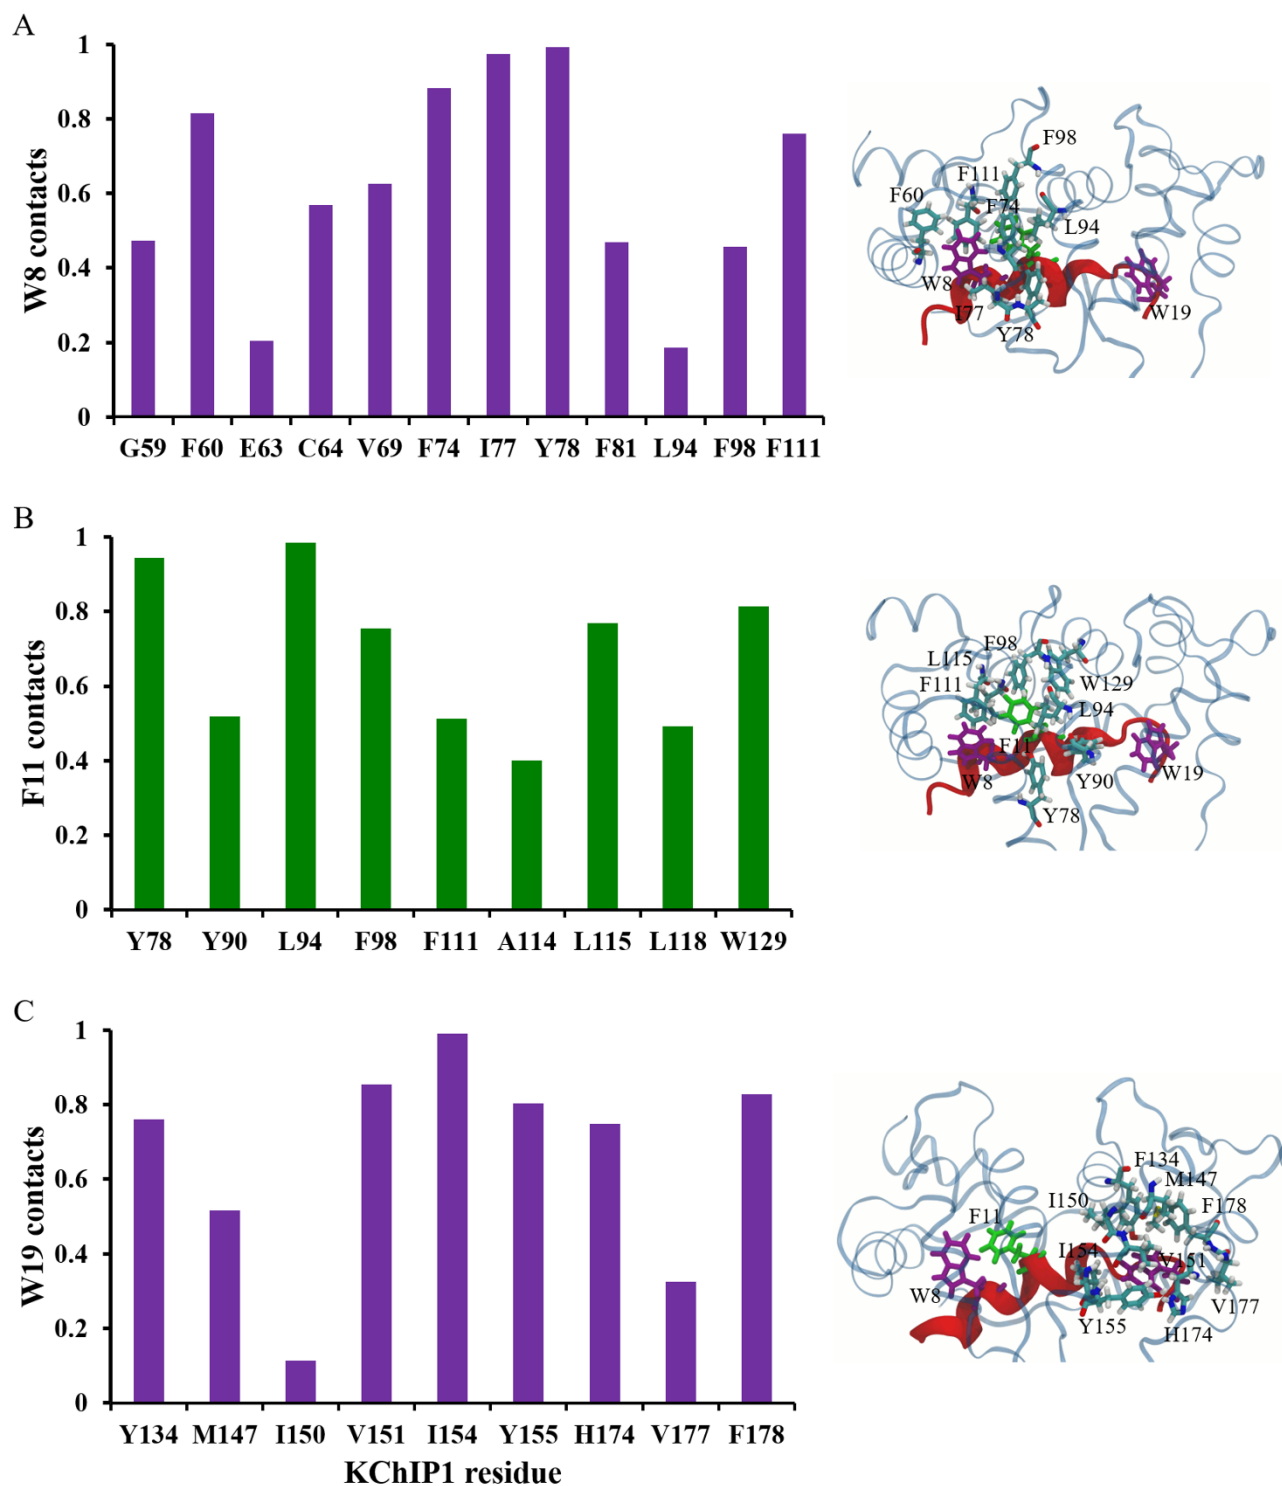 A
W8 contacts
1
0.8
0.6
0.4
0.2
0
G59 F60 E63 C64 V69 F74 I77 Y78 F81 L94 F98 F111
F98
F111
F60
F74
L94
W8
I77
W19
Y78
B
F11 contacts
1
0.8
0.6
0.4
0.2
0
Y78 Y90 L94 F98 F111 A114 L115 L118 W129
F98
L115
F111
W129
L94
F11
W8
Y90
W19
Y78
C
W19 contacts
1
0.8
0.6
0.4
0.2
0
Y134 M147 I150 V151 I154 Y155 H174 V177 F178
KChIP1 residue
F134
M147
I150
F178
F11
I154
V151
W8
V177
Y155
H174